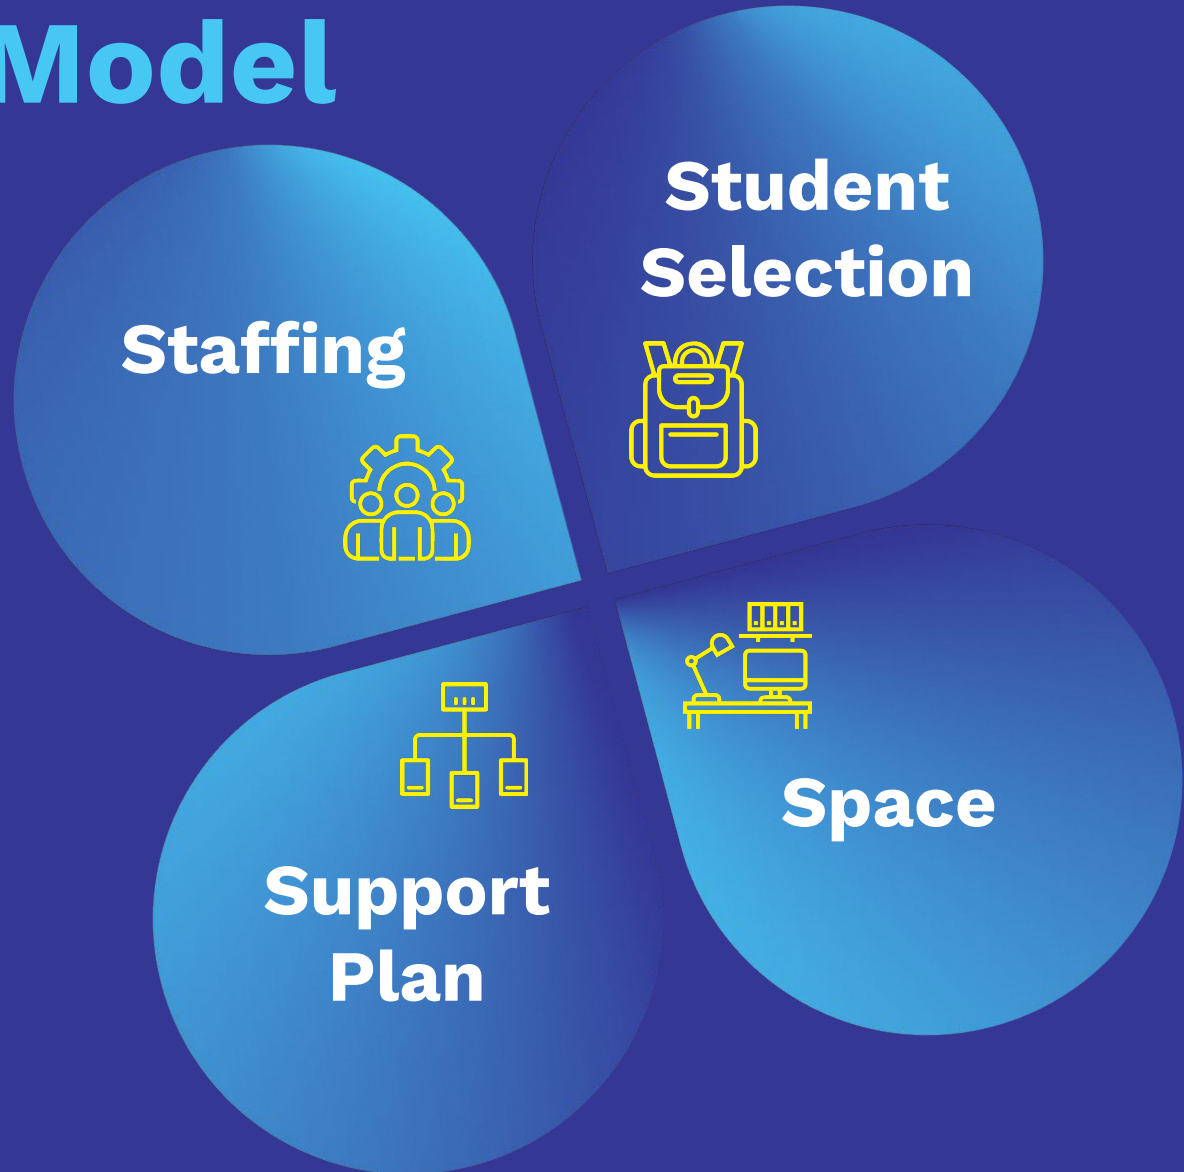 Model
Student
Selection
Staffing
Space
Support
Plan